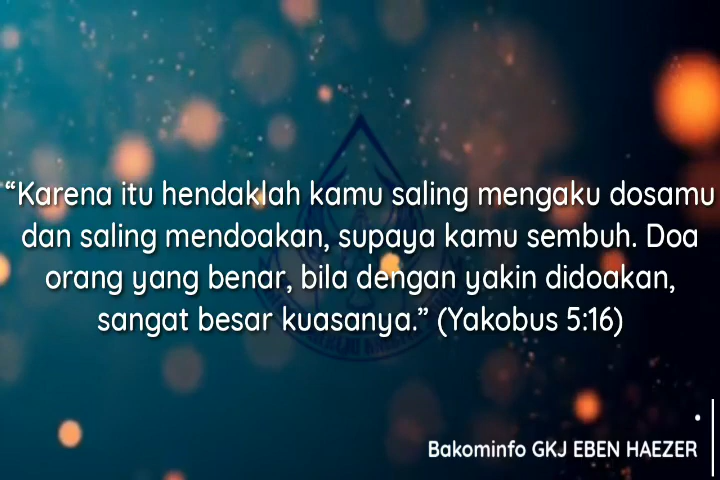 “Karena itu hendaklah kamu saling mengaku dosamu
dan saling mendoakan, supaya kamu sembuh. Doa
orang yang benar, bila dengan yakin didoakan,
sangat besar kuasanya.” (Yakobus 5:16)
Bakominfo GKJ EBEN HAEZER